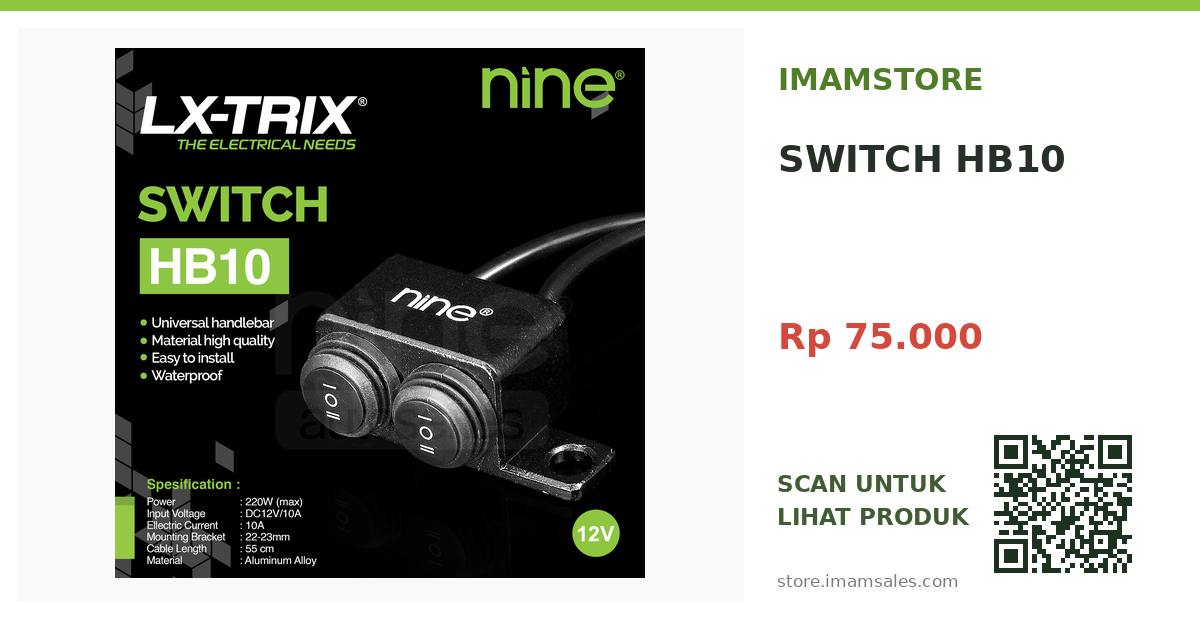 nine®
LX-TRIX®
THE ELECTRICAL NEEDS
SWITCH
HB10
Universal handlebar
Material high quality
Easy to install
Waterproof
nine®
Spesification :
Power : 220W (max)
Input Voltage : DC12V/10A
Ellectric Current : 10A
Mounting Bracket : 22-23mm
Cable Length : 55 cm
Material : Aluminum Alloy
12V
IMAMSTORE
SWITCH HB10
Rp 75.000
SCAN UNTUK
LIHAT PRODUK
store.imamsales.com